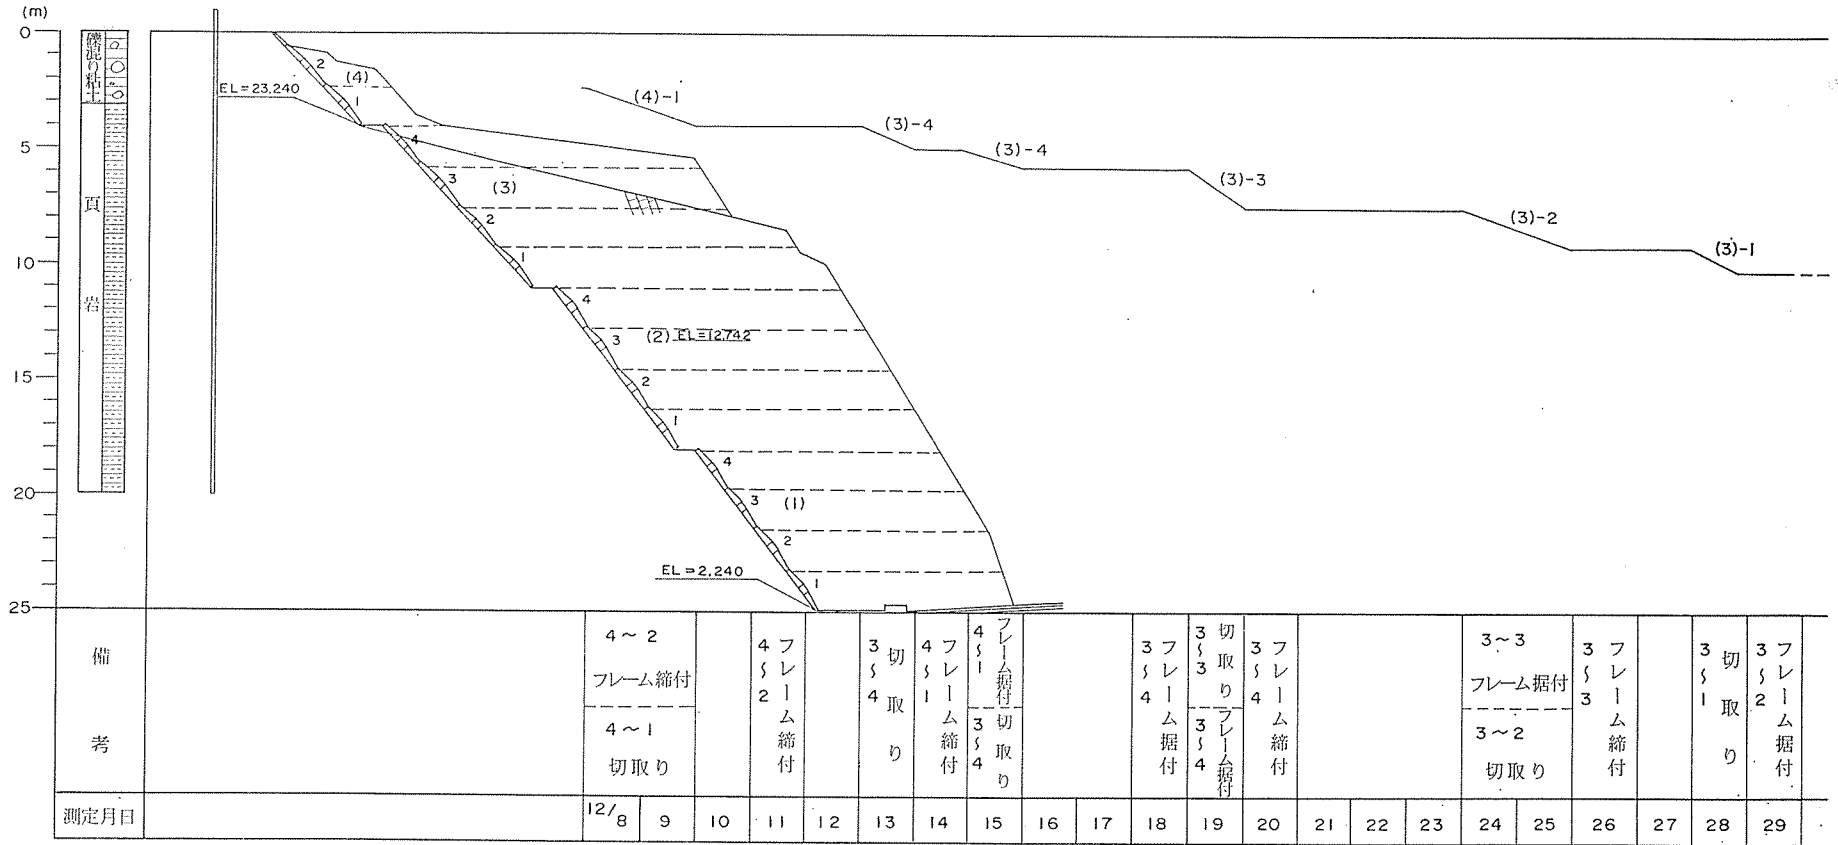 (m)
0
5
10
15
20
25
礫混り粘土
頁岩
EL=23,240
2
(4)
1
4
3
(3)
2
1
4
3
(2) EL=12,742
2
1
4
3
(1)
2
EL=2,240
1
(4)-1
(3)-4
(3)-4
(3)-3
(3)-2
(3)-1
備考
4~2
フレーム締付
4~1
切取り
4~2 フレーム締付
3~4 切取り
4~1 フレーム締付
4~1 フレーム据付
3~4 切取り
3~4 フレーム据付
3~3 切取り
3~4 フレーム据付
3~4 フレーム締付
3~3
フレーム据付
3~2
切取り
3~3 フレーム締付
3~1 切取り
3~2 フレーム据付
測定月日
12/8 9 10 11 12 13 14 15 16 17 18 19 20 21 22 23 24 25 26 27 28 29